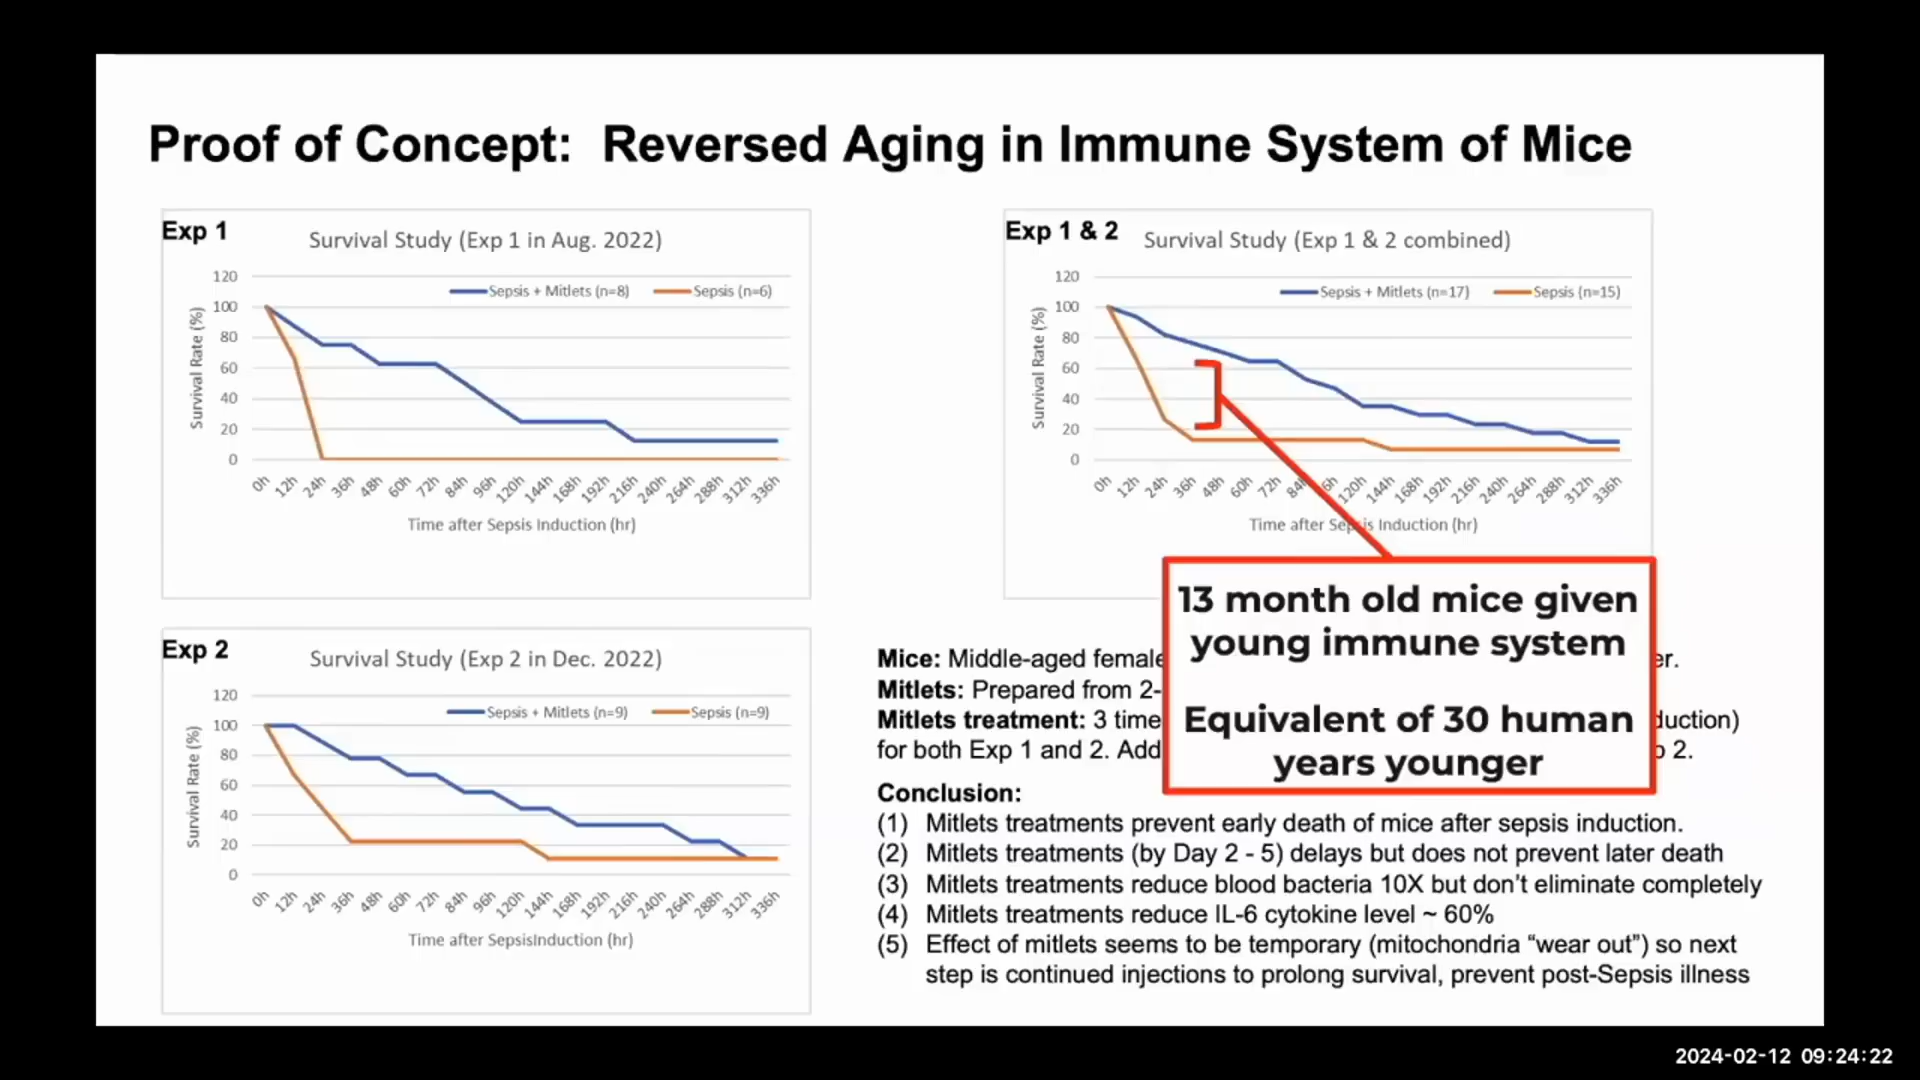 Proof of Concept: Reversed Aging in Immune System of Mice
Exp 1
Survival Study (Exp 1 in Aug. 2022)
Sepsis + Mitlets (n=8) Sepsis (n=6)
Survival Rate (%)
120
100
80
60
40
20
0
0h 12h 24h 36h 48h 60h 72h 84h 96h 120h 144h 168h 192h 216h 240h 264h 288h 312h 336h
Time after Sepsis Induction (hr)
Exp 1 & 2
Survival Study (Exp 1 & 2 combined)
Sepsis + Mitlets (n=17) Sepsis (n=15)
Survival Rate (%)
120
100
80
60
40
20
0
0h 12h 24h 36h 48h 60h 72h 120h 144h 168h 192h 216h 240h 264h 288h 312h 336h
Time after Sepsis Induction (hr)
Exp 2
Survival Study (Exp 2 in Dec. 2022)
Sepsis + Mitlets (n=9) Sepsis (n=9)
Survival Rate (%)
120
100
80
60
40
20
0
0h 12h 24h 36h 48h 60h 72h 84h 96h 120h 144h 168h 192h 216h 240h 264h 288h 312h 336h
Time after SepsisInduction (hr)
13 month old mice given
young immune system
Equivalent of 30 human
years younger
Mice: Middle-aged female
Mitlets: Prepared from 2-
Mitlets treatment: 3 time
for both Exp 1 and 2. 2.
Conclusion:
(1) Mitlets treatments prevent early death of mice after sepsis induction.
(2) Mitlets treatments (by Day 2 - 5) delays but does not prevent later death
(3) Mitlets treatments reduce blood bacteria 10X but don't eliminate completely
(4) Mitlets treatments reduce IL-6 cytokine level ~ 60%
(5) Effect of mitlets seems to be temporary (mitochondria “wear out”) so next
step is continued injections to prolong survival, prevent post-Sepsis illness
2024-02-12 09:24:22